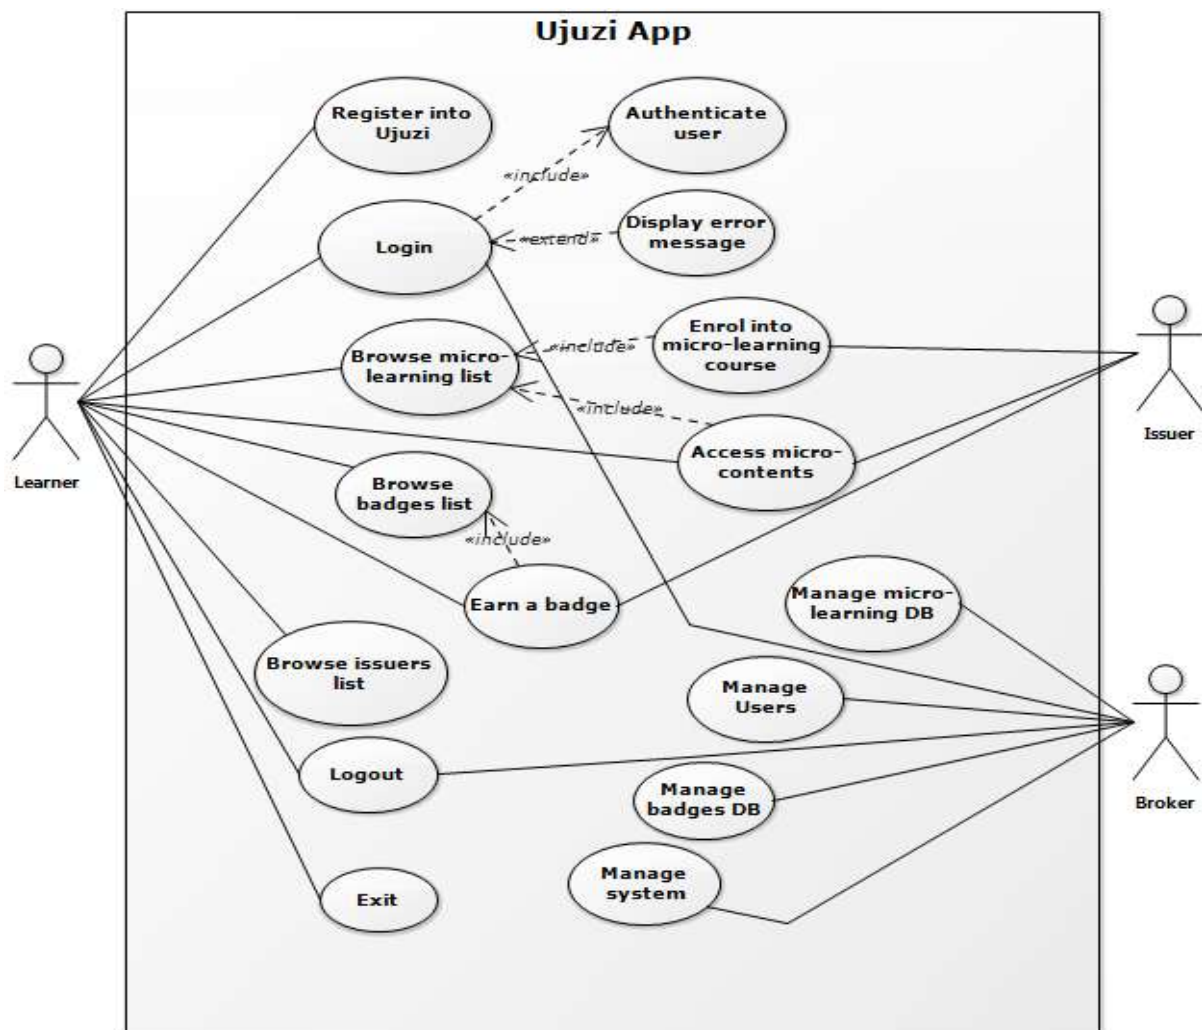 Ujuzi App
Register into
Ujuzi
Authenticate
user
«include»
Login
Display error
message
«extend»
Browse micro-
learning list
«include»
Enrol into
micro-learning
course
«include»
Access micro-
contents
Learner
Issuer
Browse
badges list
«include»
Earn a badge
Manage micro-
learning DB
Browse issuers
list
Manage
Users
Logout
Manage
badges DB
Broker
Manage
system
Exit